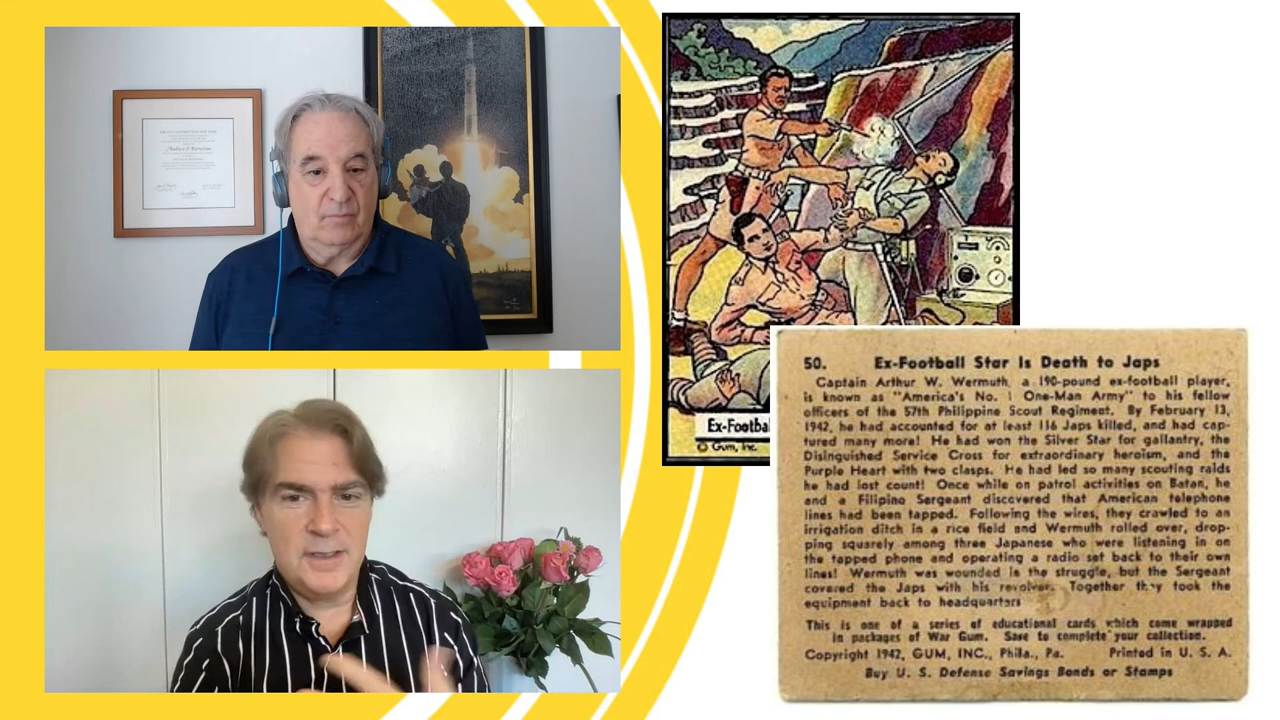 Ex-Footba
© Gum, Inc.
50. Ex-Football Star Is Death to Japs
Captain Arthur W. Wermuth, a 190-pound ex-football player,
is known as "America's No. 1 One-Man Army" to his fellow
officers of the 57th Philippine Scout Regiment. By February 13,
1942, he had accounted for at least 116 Japs killed, and had cap-
tured many more! He had won the Silver Star for gallantry, the
Disinguished Service Cross for extraordinary heroism, and the
Purple Heart with two clasps. He had led so many scouting raids
he had lost count! Once while on patrol activities on Batan, he
and a Filipino Sergeant discovered that American telephone
lines had been tapped. Following the wires, they crawled to an
irrigation ditch in a rice field and Wermuth rolled over, drop-
ping squarely among three Japanese who were listening in on
the tapped phone and operating a radio set back to their own
lines! Wermuth was wounded in the struggle, but the Sergeant
covered the Japs with his revolver. Together they took the
equipment back to headquarters
This is one of a series of educational cards which come wrapped
in packages of War Gum. Save to complete your collection.
Copyright 1942, GUM, INC., Phila., Pa. Printed in U. S. A.
Buy U. S. Defense Savings Bonds or Stamps